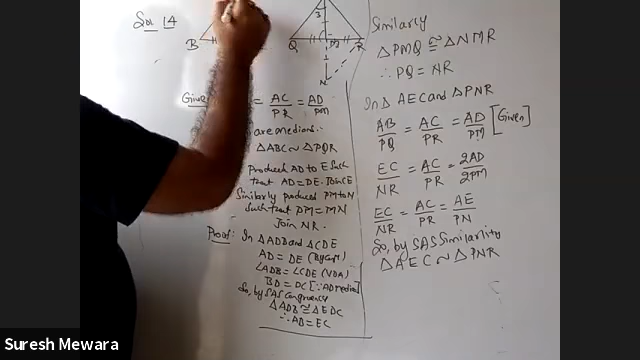 Sol 14
B
Q
3
M
R
N
Given = AC/PR = AD/PM
are medians.
ΔABC ~ ΔPQR
Produced AD to E such
that AD = DE. Join CE
Similarly produced PM to N
such that PM = MN
Join NR.
Proof: In ΔADB and ΔCDE
AD = DE (By Const)
∠ADB = ∠CDE (VOA)
BD = DC [∵ AD Median]
So, by SAS Congruency
ΔADB ≅ ΔEDC
∴ AB = EC
Similarly
ΔPMQ ≅ ΔNMR
∴ PQ = NR
In Δ AEC and ΔPNR
AB/PQ = AC/PR = AD/PM [Given]
EC/NR = AC/PR = 2AD/2PM
EC/NR = AC/PR = AE/PN
So, by SAS Similarity
ΔAEC ~ ΔPNR
Suresh Mewara